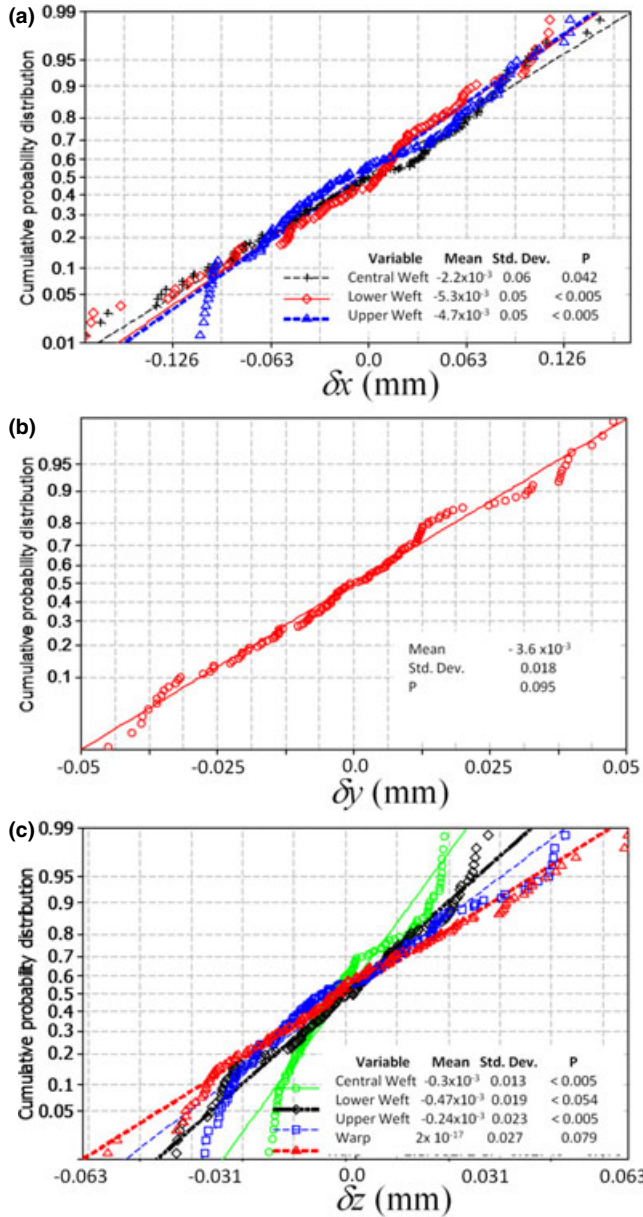 (a)
0.99
0.9
0.8
0.7
0.6
0.5
0.4
0.3
0.2
0.1
0.05
0.01
Cumulative probability distribution
Variable Mean Std. Dev. P
Central Weft -2.2x10⁻³ 0.06 0.042
Lower Weft -5.3x10⁻³ 0.05 < 0.005
Upper Weft -4.7x10⁻³ 0.05 < 0.005
-0.126 -0.063 0.0 0.063 0.126
δx (mm)
(b)
0.95
0.9
0.8
0.7
0.6
0.5
0.4
0.3
0.2
0.1
Cumulative probability distribution
Mean - 3.6 x10⁻³
Std. Dev. 0.018
P 0.095
-0.05 -0.025 0.0 0.025 0.05
δy (mm)
(c)
0.99
0.95
0.9
0.8
0.7
0.6
0.5
0.4
0.3
0.2
0.1
0.05
Cumulative probability distribution
Variable Mean Std. Dev. P
Central Weft -0.3x10⁻³ 0.013 < 0.005
Lower Weft -0.47x10⁻³ 0.019 < 0.054
Upper Weft -0.24x10⁻³ 0.023 < 0.005
Warp 2x 10⁻¹⁷ 0.027 0.079
-0.063 -0.031 0.0 0.031 0.063
δz (mm)